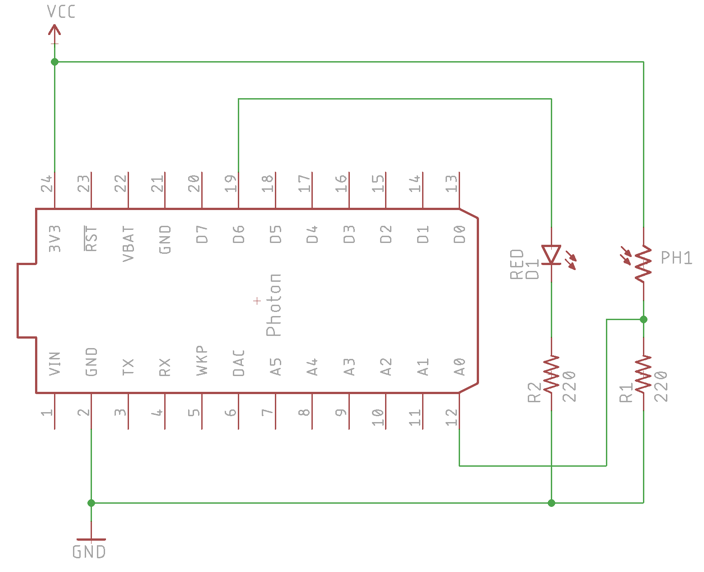 VCC
24
23
22
21
20
19
18
17
16
15
14
13
3V3
RST
VBAT
GND
D7
D6
D5
D4
D3
D2
D1
D0
RED
D1
PH1
Photon
VIN
GND
TX
RX
WKP
DAC
A5
A4
A3
A2
A1
A0
R2
220
R1
220
1
2
3
4
5
6
7
8
9
10
11
12
GND